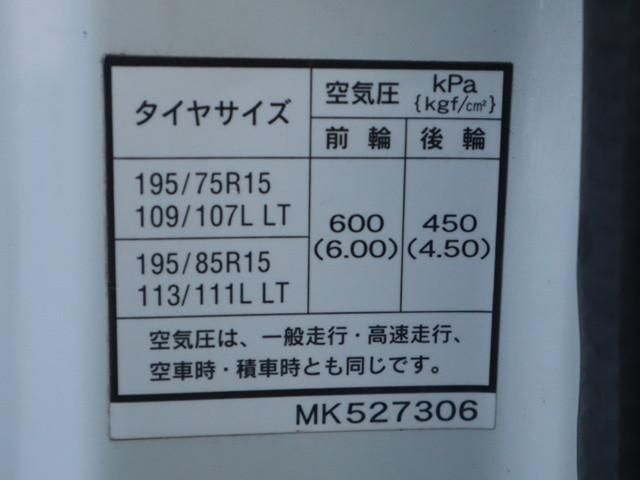 タイヤサイズ
空気圧 kPa
{kgf/c㎡}
前輪 後輪
195/75R15
109/107L LT
600 450
(6.00) (4.50)
195/85R15
113/111L LT
空気圧は、一般走行・高速走行、
空車時・積車時とも同じです。
MK527306